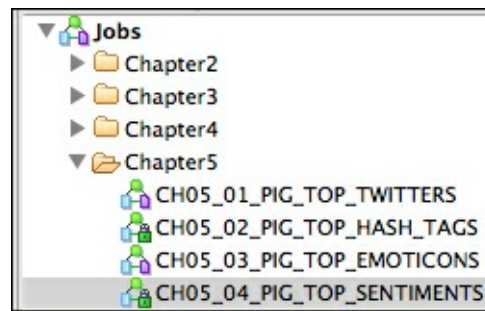 Jobs
Chapter2
Chapter3
Chapter4
Chapter5
CH05_01_PIG_TOP_TWITTERS
CH05_02_PIG_TOP_HASH_TAGS
CH05_03_PIG_TOP_EMOTICONS
CH05_04_PIG_TOP_SENTIMENTS